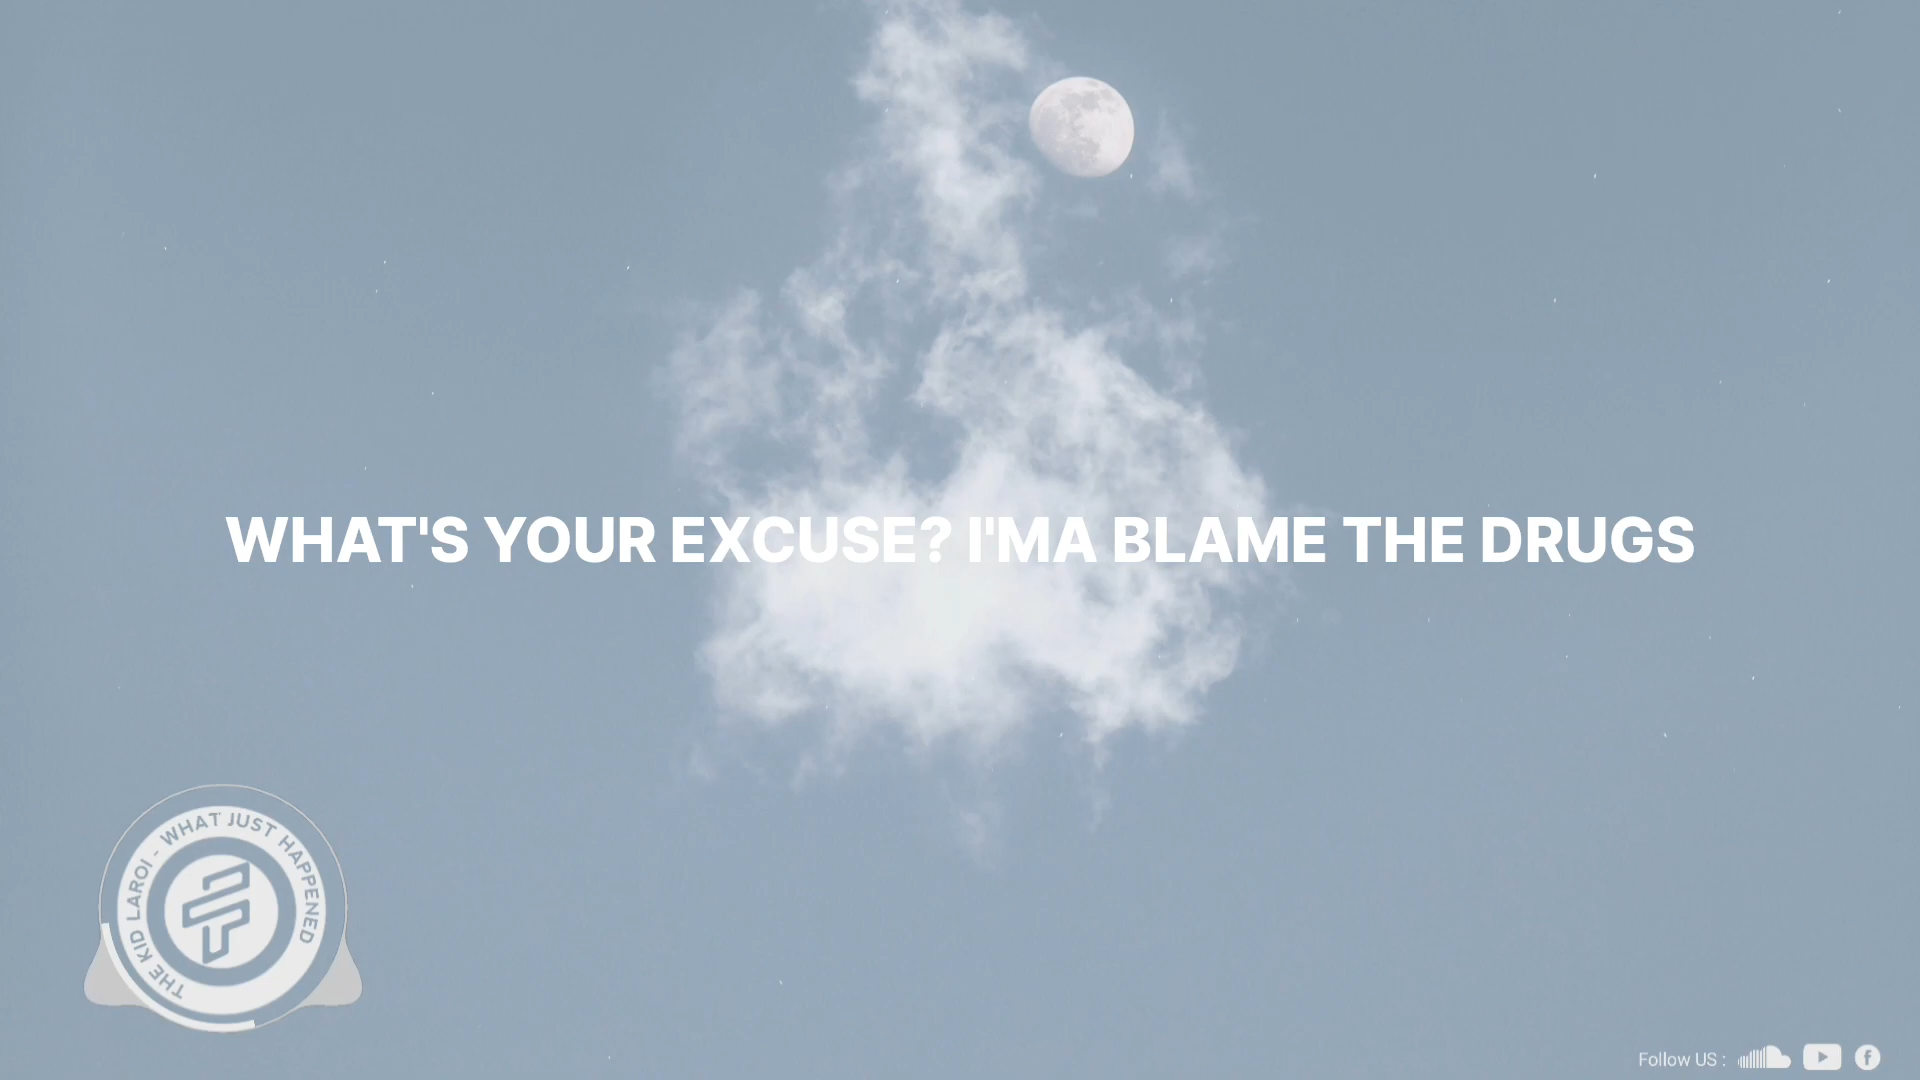 WHAT'S YOUR EXCUSE? I'MA BLAME THE DRUGS
THE KID LAROI - WHAT JUST HAPPENED
Follow US :